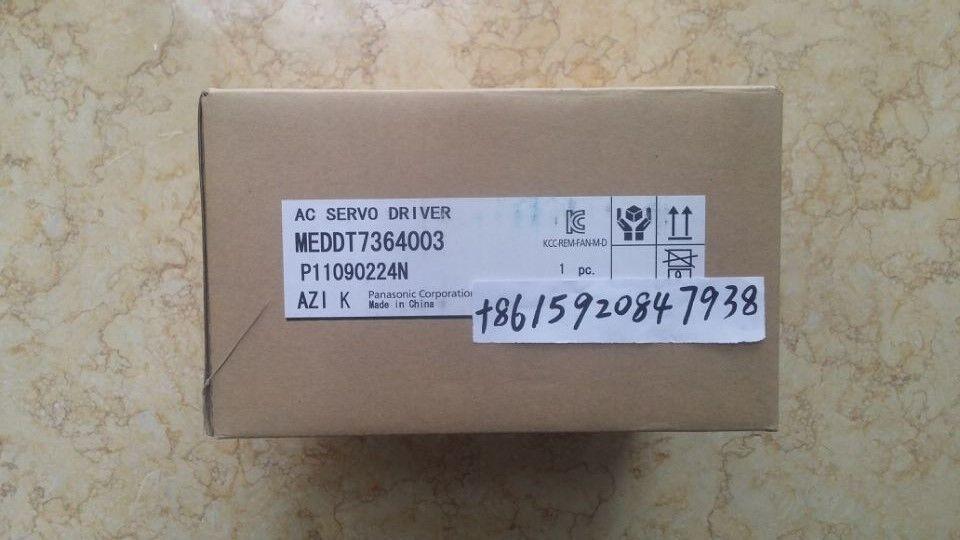 AC SERVO DRIVER
MEDDT7364003
KCC-REM-FAN-M-D
P11090224N
1 pc.
AZI K Panasonic Corporation
Made in China
+8615920847938